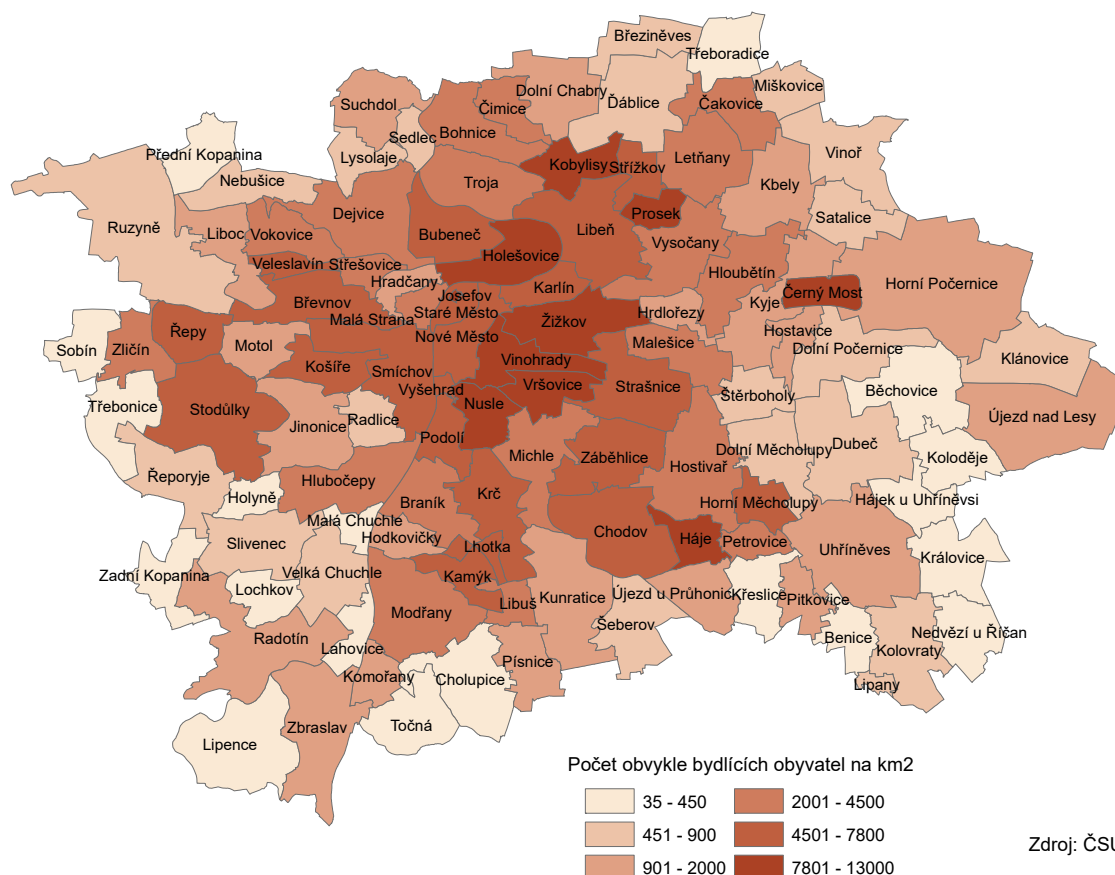 Březiněves
Třeboradice
Miškovice
Dolní Chabry
Suchdol
Čimice
Ďáblice
Čakovice
Sedlec
Bohnice
Přední Kopanina
Lysolaje
Kobylisy
Střížkov
Letňany
Vinoř
Nebušice
Troja
Kbely
Dejvice
Prosek
Satalice
Ruzyně
Liboc
Vokovice
Bubeneč
Libeň
Vysočany
Holešovice
Veleslavín
Střešovice
Hloubětín
Hradčany
Karlín
Černý Most
Horní Počernice
Břevnov
Josefov
Staré Město
Hrdlořezy
Kyje
Malá Strana
Žižkov
Řepy
Nové Město
Hostavice
Sobín
Zličín
Motol
Malešice
Dolní Počernice
Klánovice
Košíře
Smíchov
Vinohrady
Vyšehrad
Vršovice
Strašnice
Běchovice
Třebonice
Stodůlky
Nusle
Štěrboholy
Újezd nad Lesy
Jinonice
Radlice
Podolí
Michle
Záběhlice
Dolní Měcholupy
Dubeč
Koloděje
Řeporyje
Hlubočepy
Hostivař
Holyně
Braník
Krč
Horní Měcholupy
Hájek u Uhříněvsi
Malá Chuchle
Hodkovičky
Chodov
Háje
Petrovice
Slivenec
Lhotka
Uhříněves
Královice
Zadní Kopanina
Velká Chuchle
Kamýk
Lochkov
Modřany
Libuš
Kunratice
Újezd u Průhonic
Křeslice
Pitkovice
Šeberov
Radotín
Lahovice
Benice
Nedvězí u Říčan
Kolovraty
Písnice
Komořany
Cholupice
Lipany
Točná
Zbraslav
Lipence
Počet obvykle bydlících obyvatel na km2
35 - 450
2001 - 4500
451 - 900
4501 - 7800
Zdroj: ČSÚ
901 - 2000
7801 - 13000